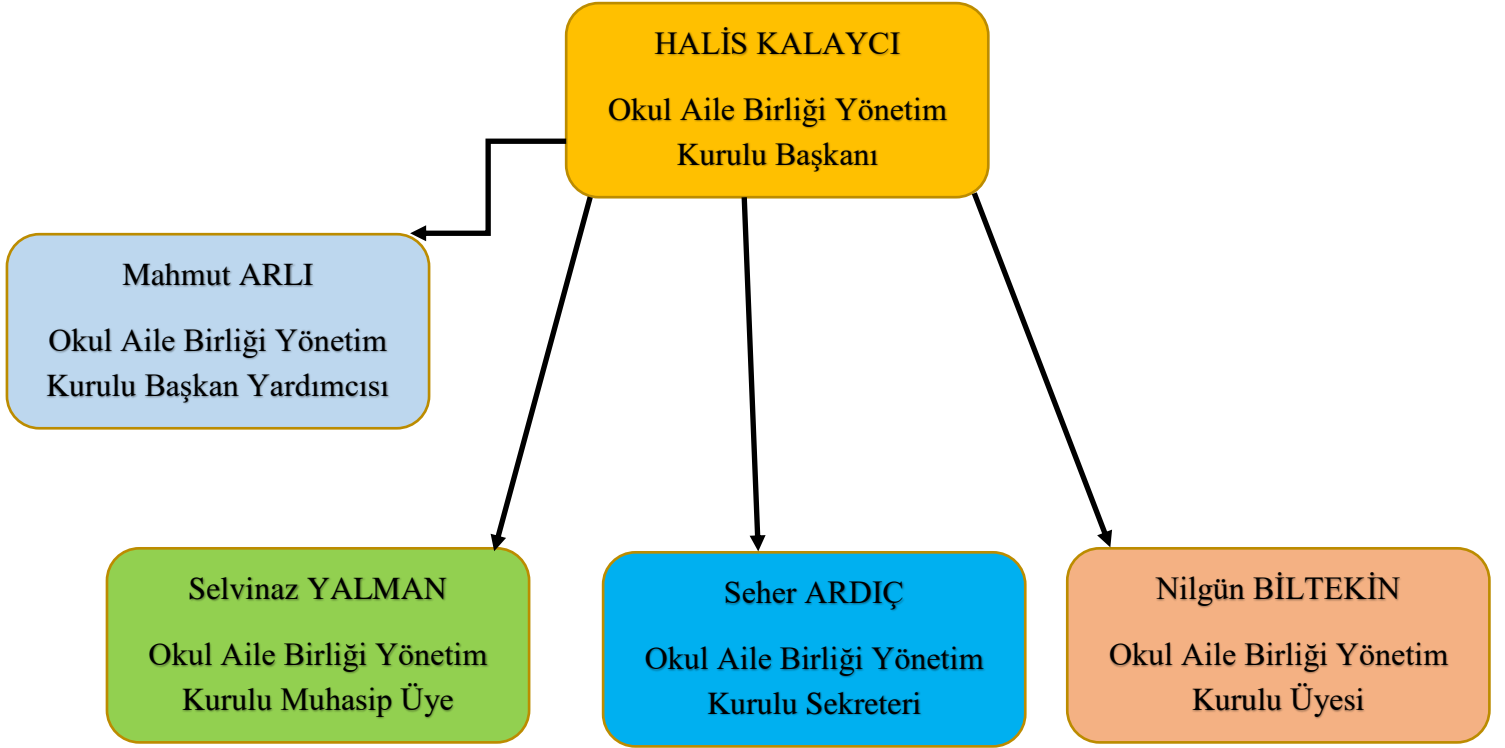 HALİS KALAYCI
Okul Aile Birliği Yönetim
Kurulu Başkanı
Mahmut ARLI
Okul Aile Birliği Yönetim
Kurulu Başkan Yardımcısı
Selvinaz YALMAN
Okul Aile Birliği Yönetim
Kurulu Muhasip Üye
Seher ARDIÇ
Okul Aile Birliği Yönetim
Kurulu Sekreteri
Nilgün BİLTEKİN
Okul Aile Birliği Yönetim
Kurulu Üyesi